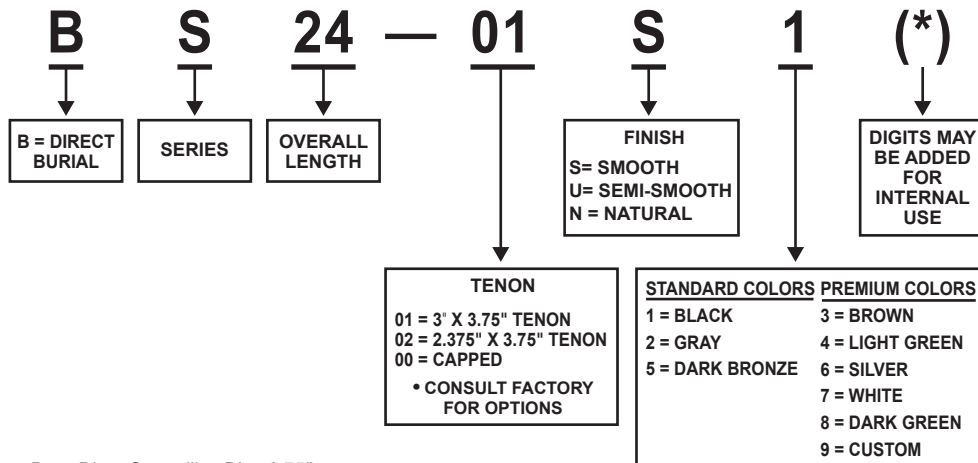 B S 24 — 01 S 1 (*)
B = DIRECT
BURIAL
SERIES
OVERALL
LENGTH
FINISH
S= SMOOTH
U= SEMI-SMOOTH
N = NATURAL
DIGITS MAY
BE ADDED
FOR
INTERNAL
USE
TENON
01 = 3" X 3.75" TENON
02 = 2.375" X 3.75" TENON
00 = CAPPED
• CONSULT FACTORY
FOR OPTIONS
STANDARD COLORS
1 = BLACK
2 = GRAY
5 = DARK BRONZE
PREMIUM COLORS
3 = BROWN
4 = LIGHT GREEN
6 = SILVER
7 = WHITE
8 = DARK GREEN
9 = CUSTOM